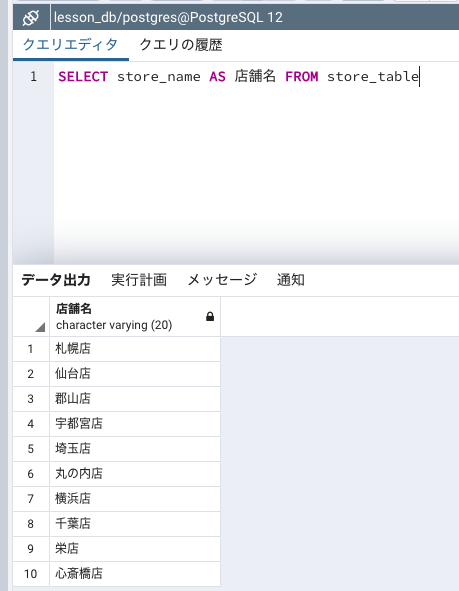 lesson_db/postgres@PostgreSQL 12
クエリエディタ クエリの履歴
1 SELECT store_name AS 店舗名 FROM store_table
データ出力 実行計画 メッセージ 通知
店舗名
character varying (20)
1 札幌店
2 仙台店
3 郡山店
4 宇都宮店
5 埼玉店
6 丸の内店
7 横浜店
8 千葉店
9 栄店
10 心斎橋店